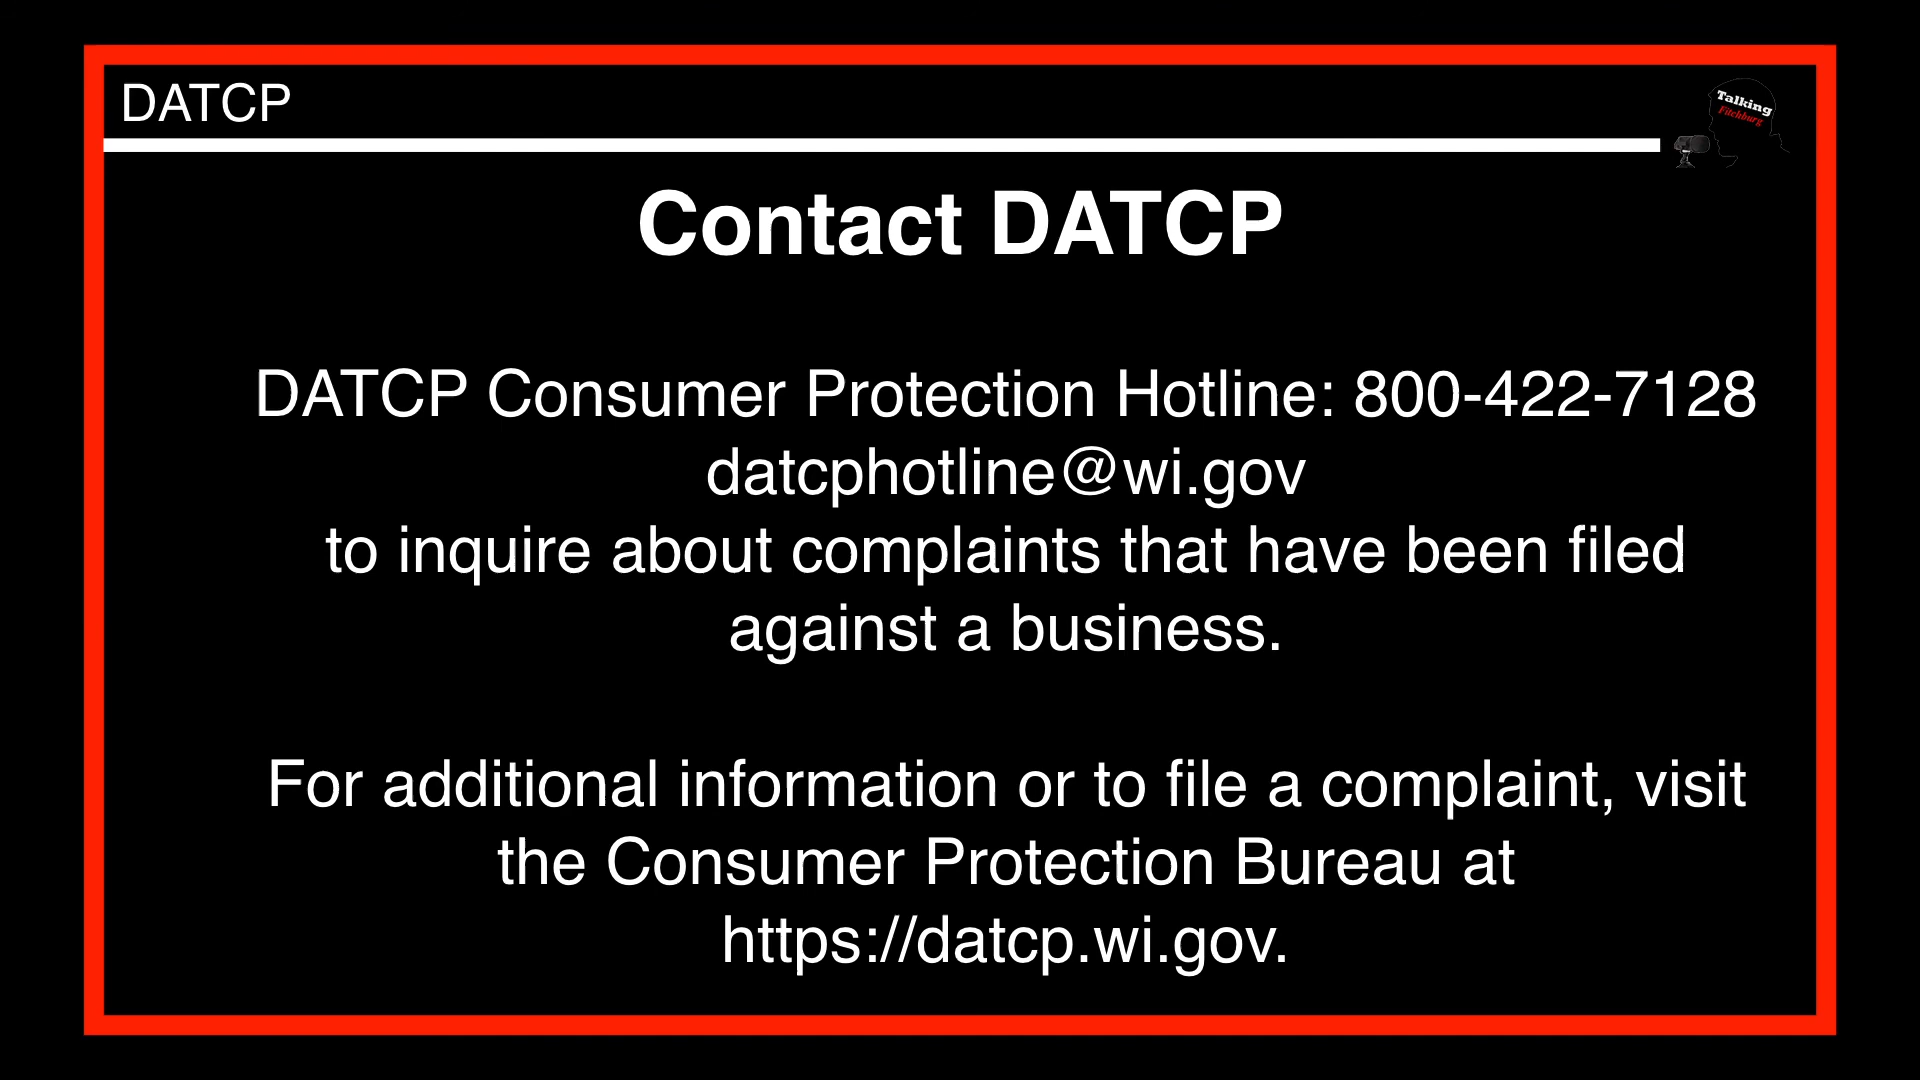 DATCP
Talking
Fitchburg
Contact DATCP
DATCP Consumer Protection Hotline: 800-422-7128
datcphotline@wi.gov
to inquire about complaints that have been filed
against a business.
For additional information or to file a complaint, visit
the Consumer Protection Bureau at
https://datcp.wi.gov.